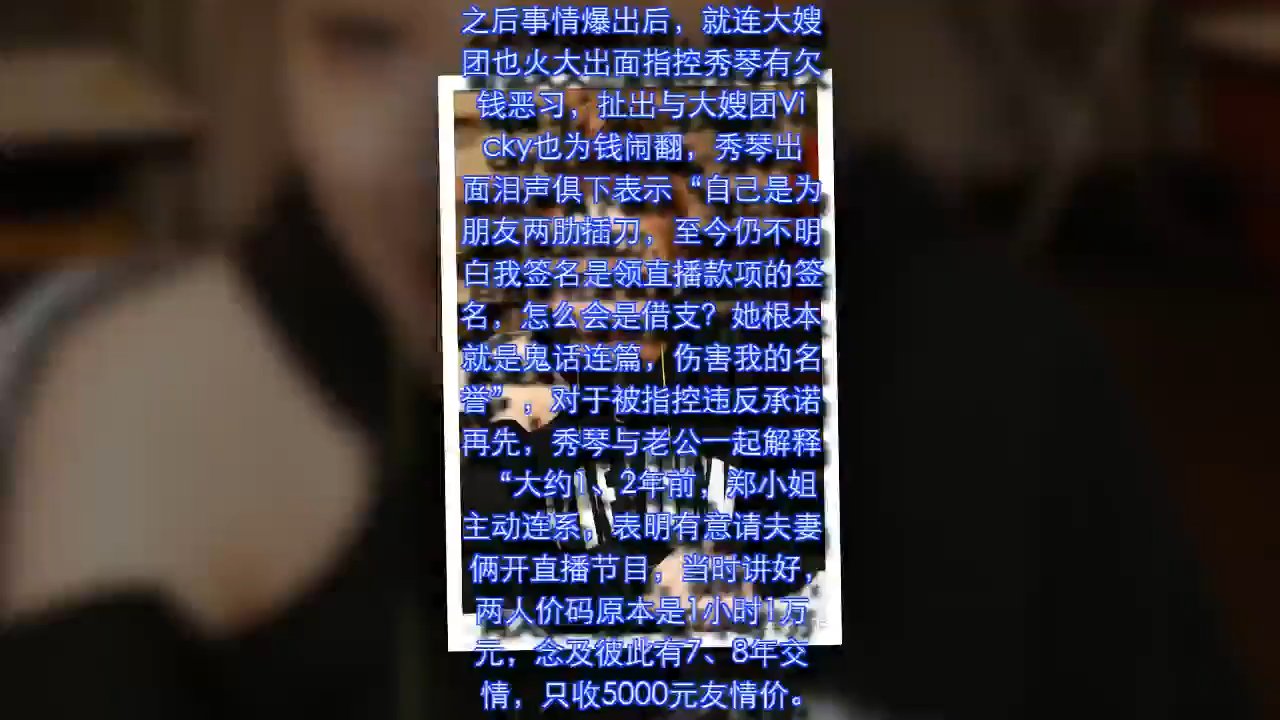 之后事情爆出后，就连大嫂
团也火大出面指控秀琴有欠
钱恶习，扯出与大嫂团Vi
cky也为钱闹翻，秀琴出
面泪声俱下表示“自己是为
朋友两肋插刀，至今仍不明
白我签名是领直播款项的签
名，怎么会是借支？她根本
就是鬼话连篇，伤害我的名
誉”，对于被指控违反承诺
再先，秀琴与老公一起解释
“大约1、2年前，郑小姐
主动连系，表明有意请夫妻
俩开直播节目，当时讲好，
两人价码原本是1小时1万
元，念及彼此有7、8年交
情，只收5000元友情价。